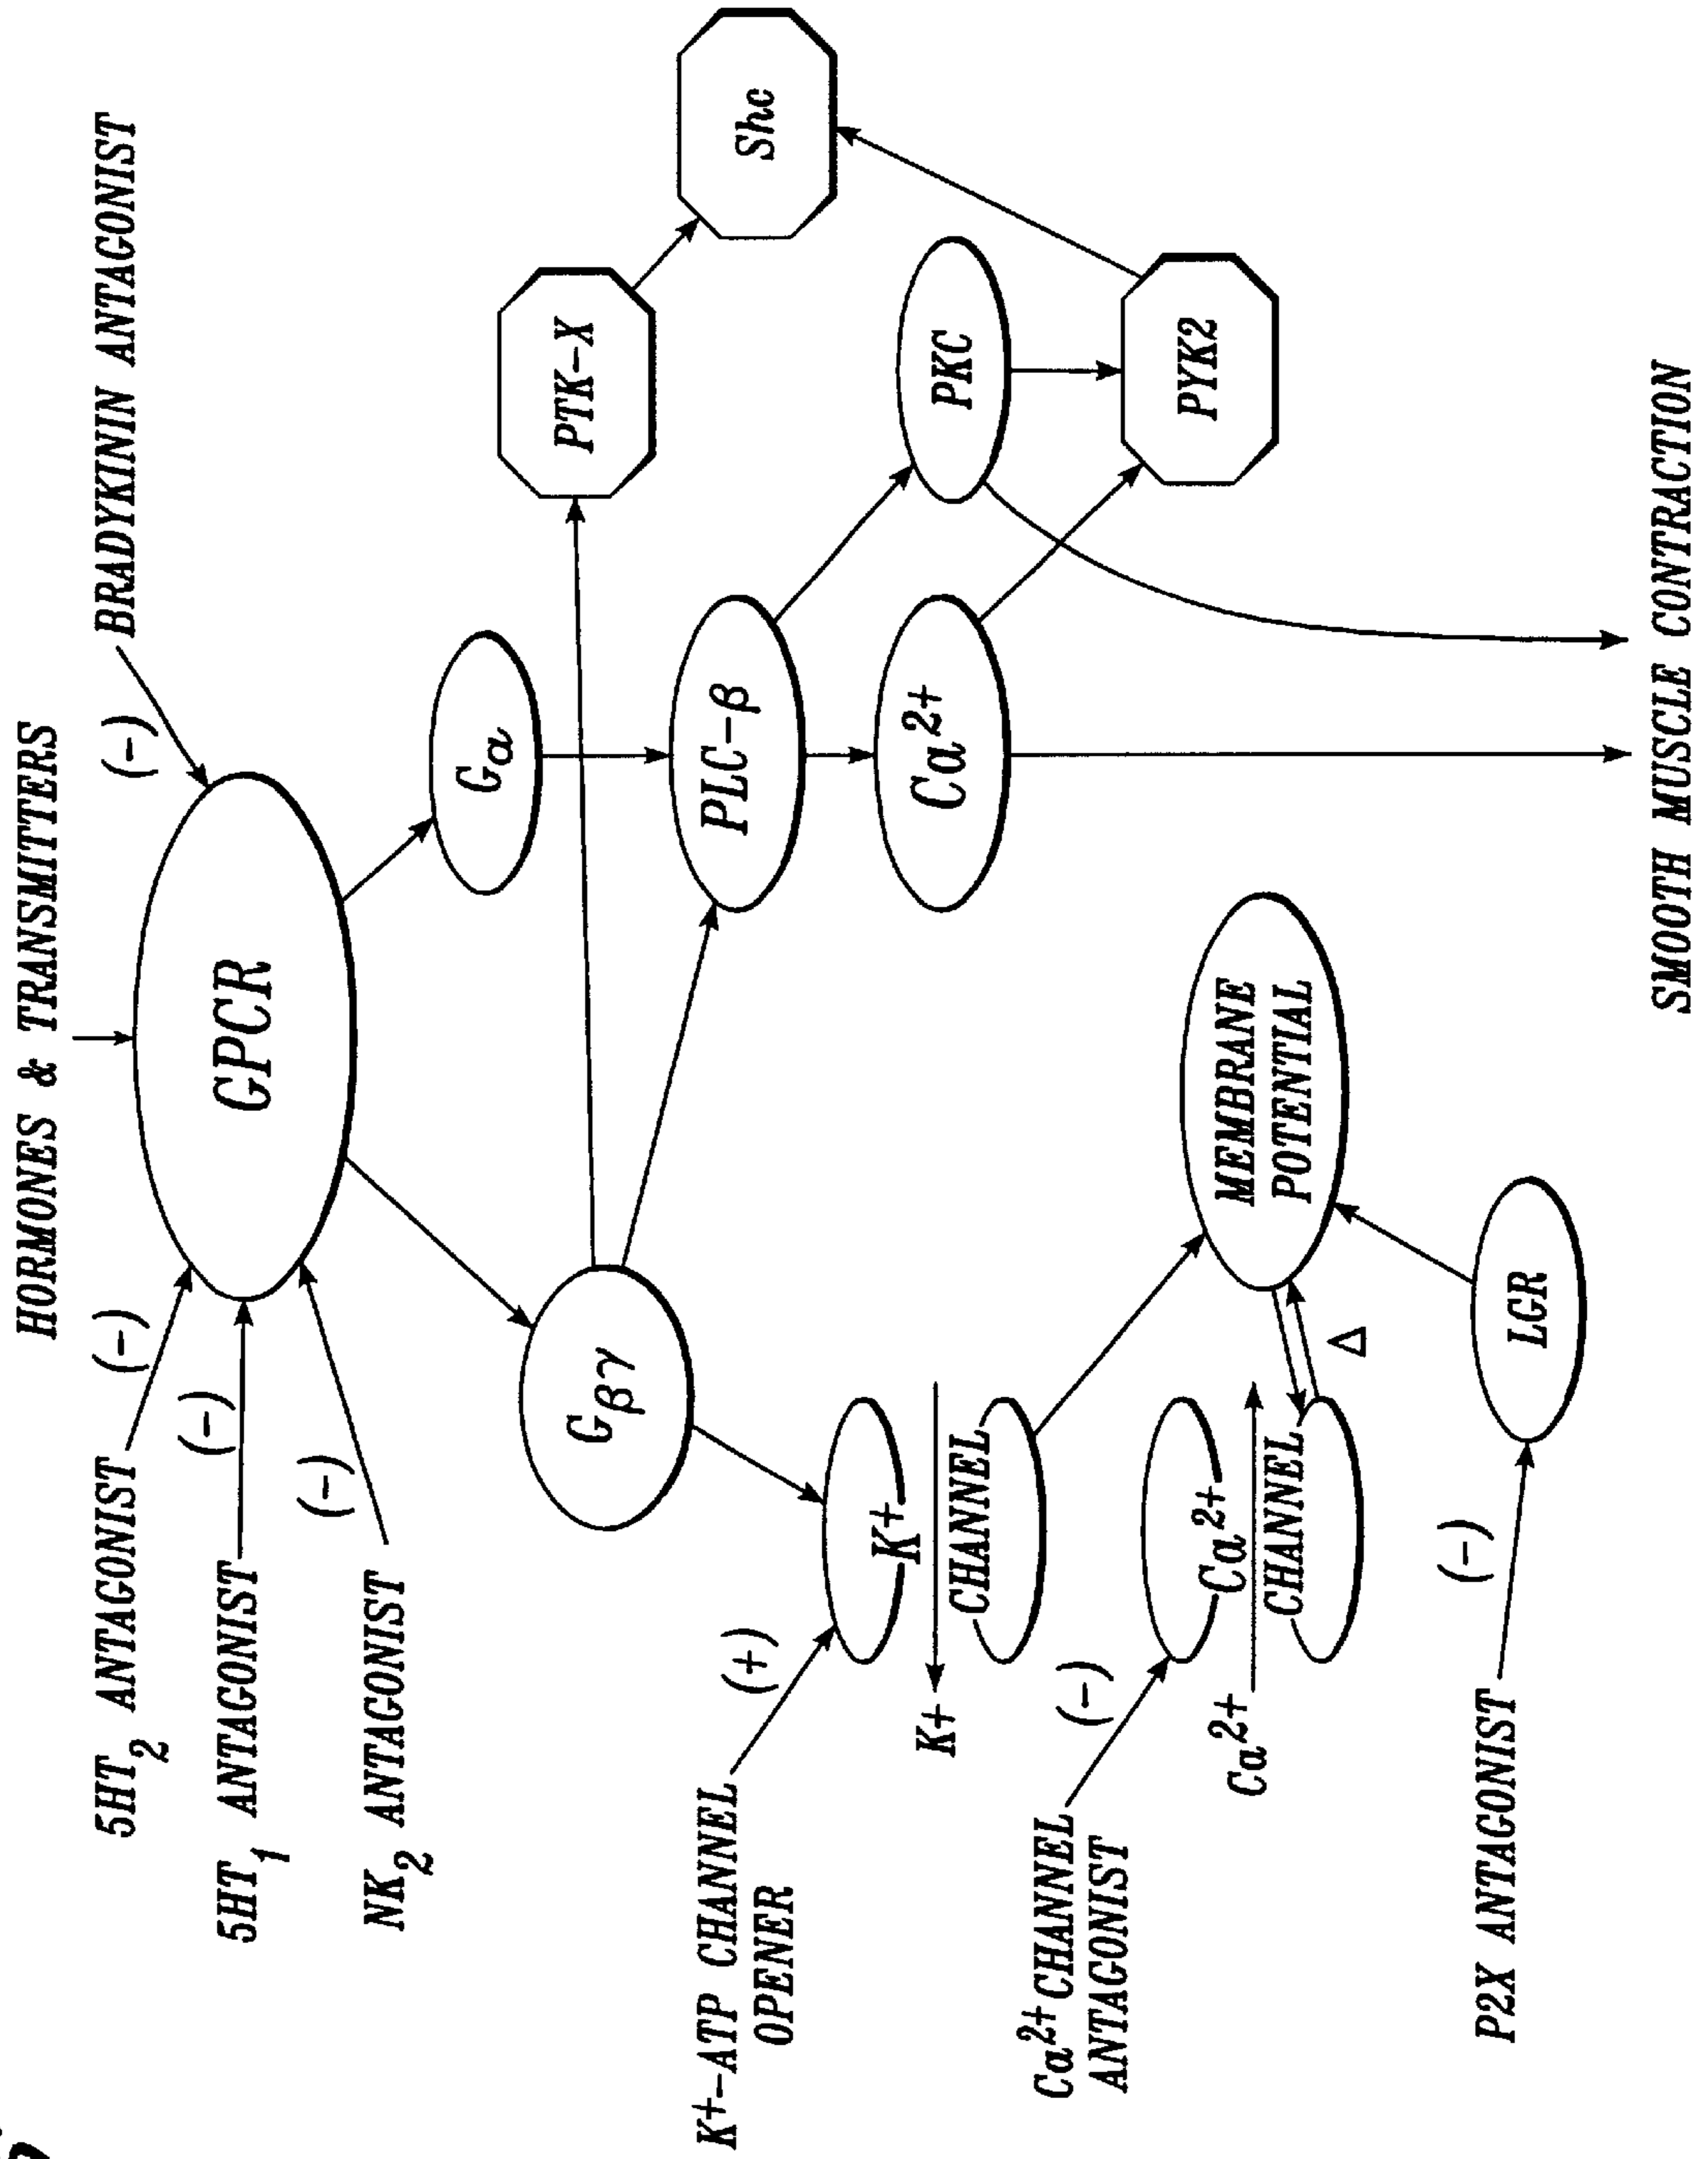 HORMONES & TRANSMITTERS
5HT2 ANTAGONIST
(-)
(-)
BRADYKININ ANTAGONIST
5HT1 ANTAGONIST
(-)
GPCR
NK2 ANTAGONIST
(-)
Gα
Gβγ
PTK-X
Shc
K+-ATP CHANNEL
OPENER
(+)
PLC-β
K+
K+
CHANNEL
Ca2+
PKC
Ca2+CHANNEL
ANTAGONIST
(-)
Ca2+
Ca2+
CHANNEL
Δ
MEMBRANE
POTENTIAL
PYK2
P2X ANTAGONIST
(-)
LGR
SMOOTH MUSCLE CONTRACTION